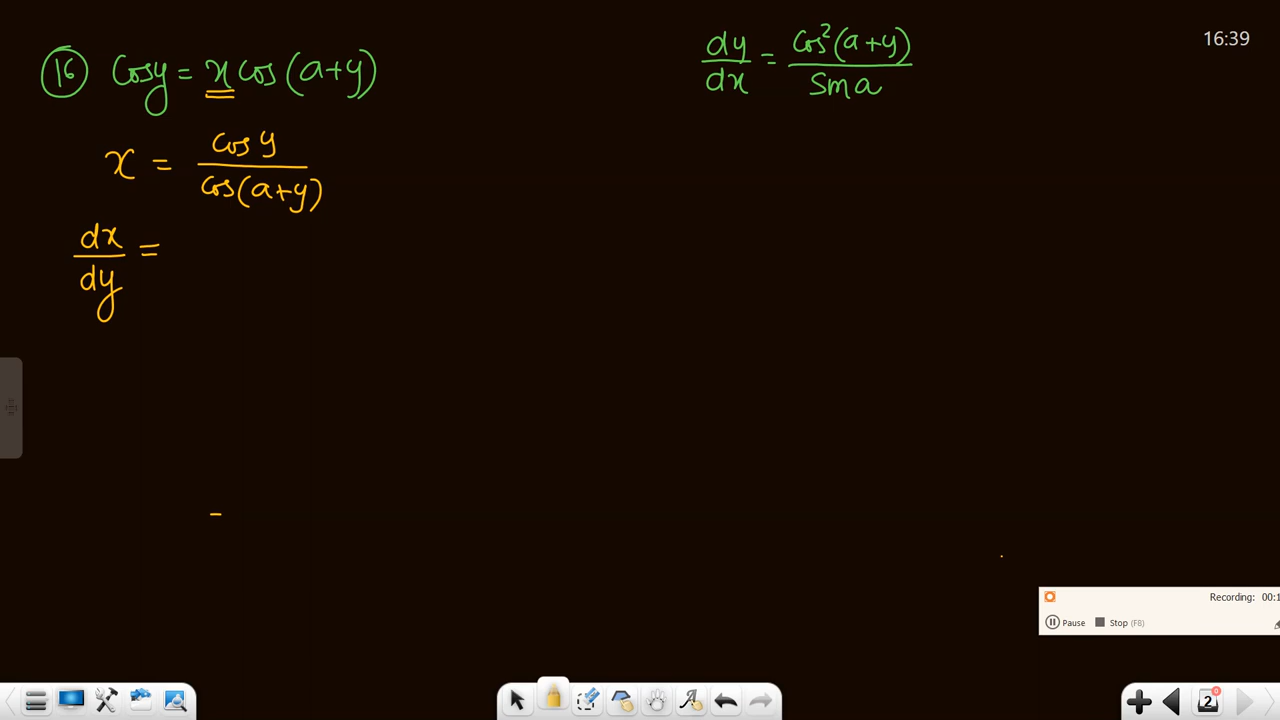 16:39
(16) Cosy = x cos (a+y)
dy/dx = Cos²(a+y)/Sin a
x = Cos y/cos(a+y)
dx/dy =
-
Recording: 00:1
Pause Stop (F8)
2
0